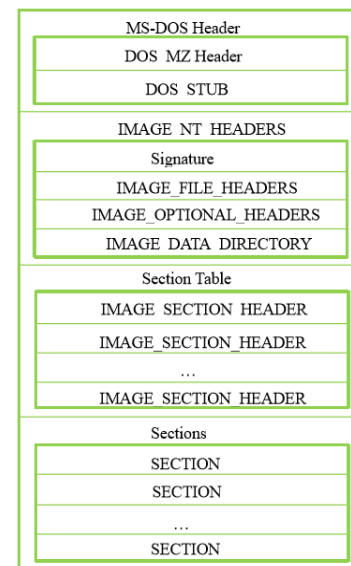 MS-DOS Header
DOS MZ Header
DOS STUB
IMAGE NT HEADERS
Signature
IMAGE_FILE_HEADERS
IMAGE_OPTIONAL_HEADERS
IMAGE DATA DIRECTORY
Section Table
IMAGE SECTION HEADER
IMAGE_SECTION_HEADER
…
IMAGE_SECTION_HEADER
Sections
SECTION
SECTION
…
SECTION